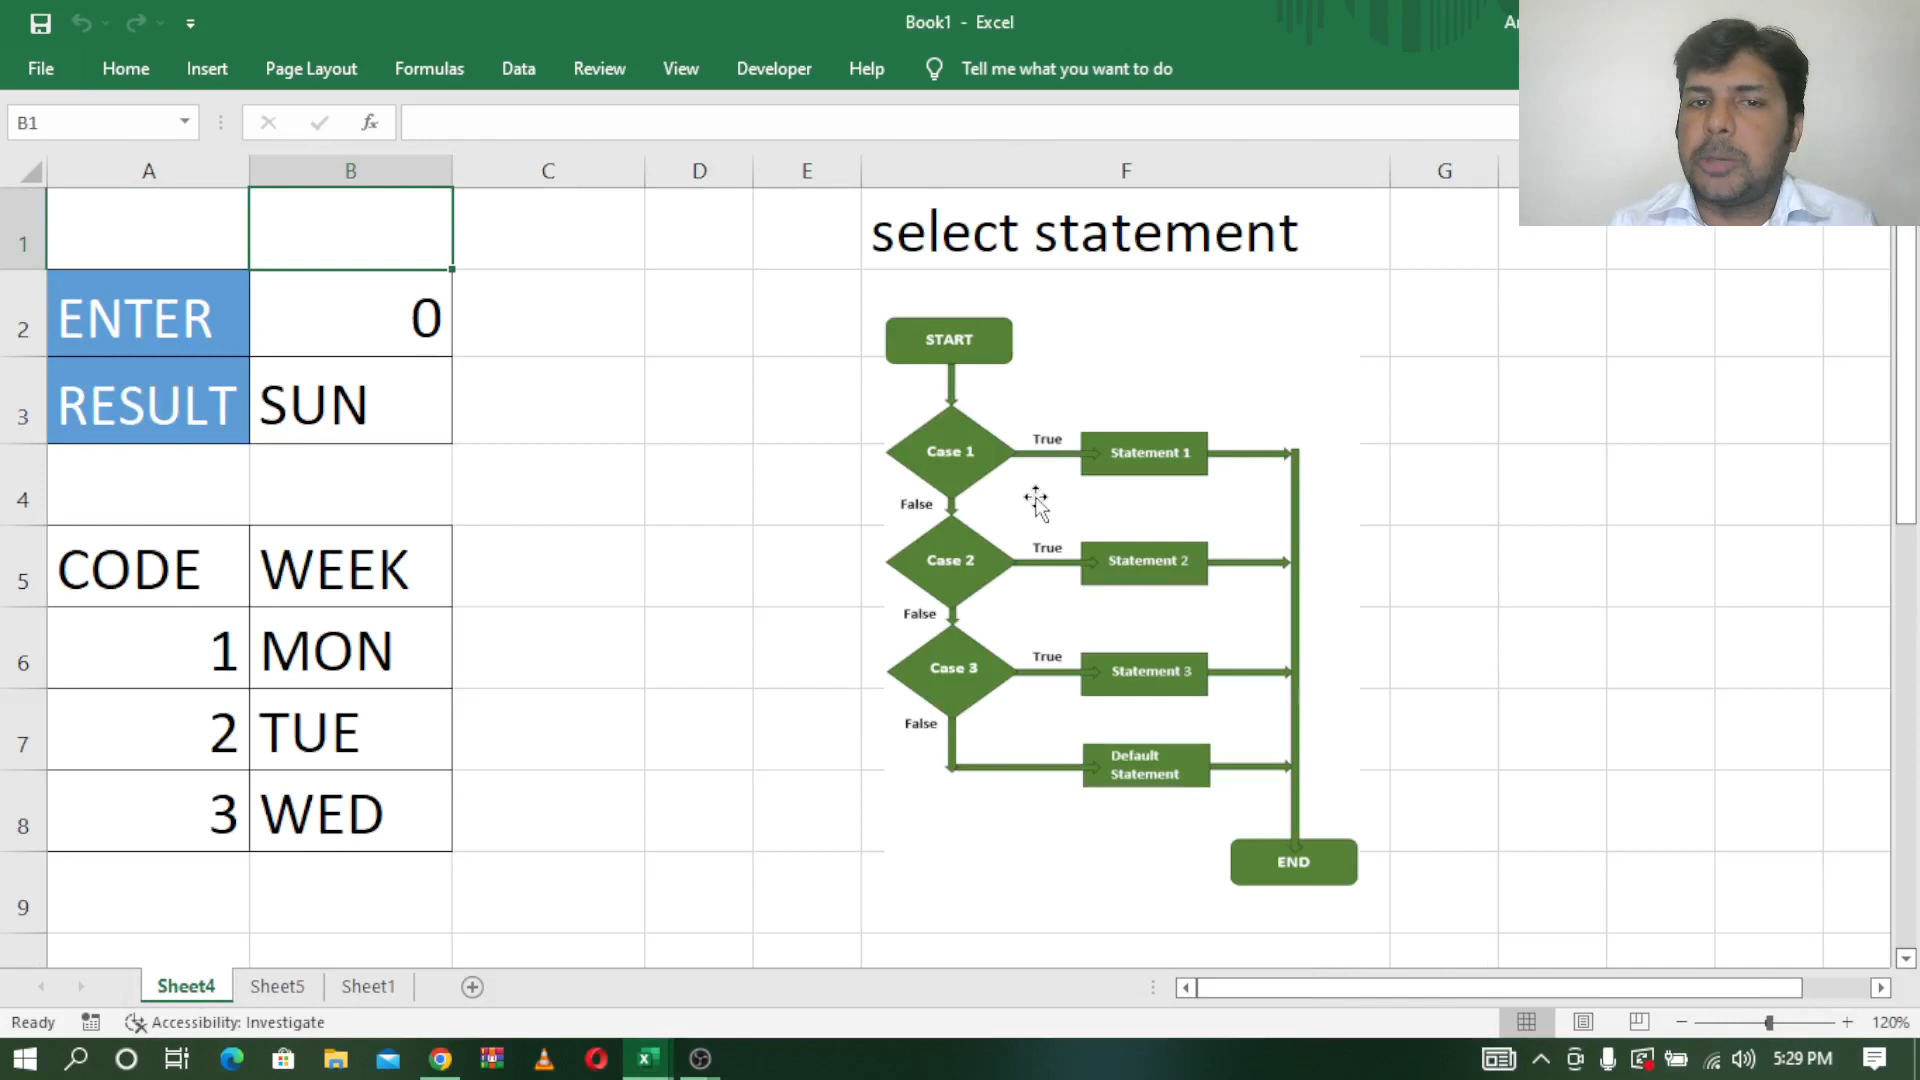 Book1 - Excel
File Home Insert Page Layout Formulas Data Review View Developer Help Tell me what you want to do
B1 fx
A B C D E F G
1 select statement
2 ENTER 0
3 RESULT SUN
4
5 CODE WEEK
6 1 MON
7 2 TUE
8 3 WED
9
START
Case 1 True Statement 1
False
Case 2 True Statement 2
False
Case 3 True Statement 3
False
Default
Statement
END
Sheet4 Sheet5 Sheet1
Ready Accessibility: Investigate 120%
5:29 PM